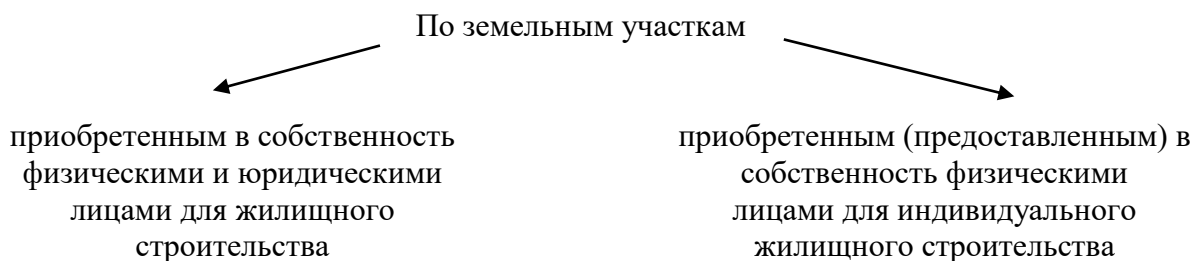 По земельным участкам
приобретенным в собственность
физическими и юридическими
лицами для жилищного
строительства
приобретенным (предоставленным) в
собственность физическими
лицами для индивидуального
жилищного строительства